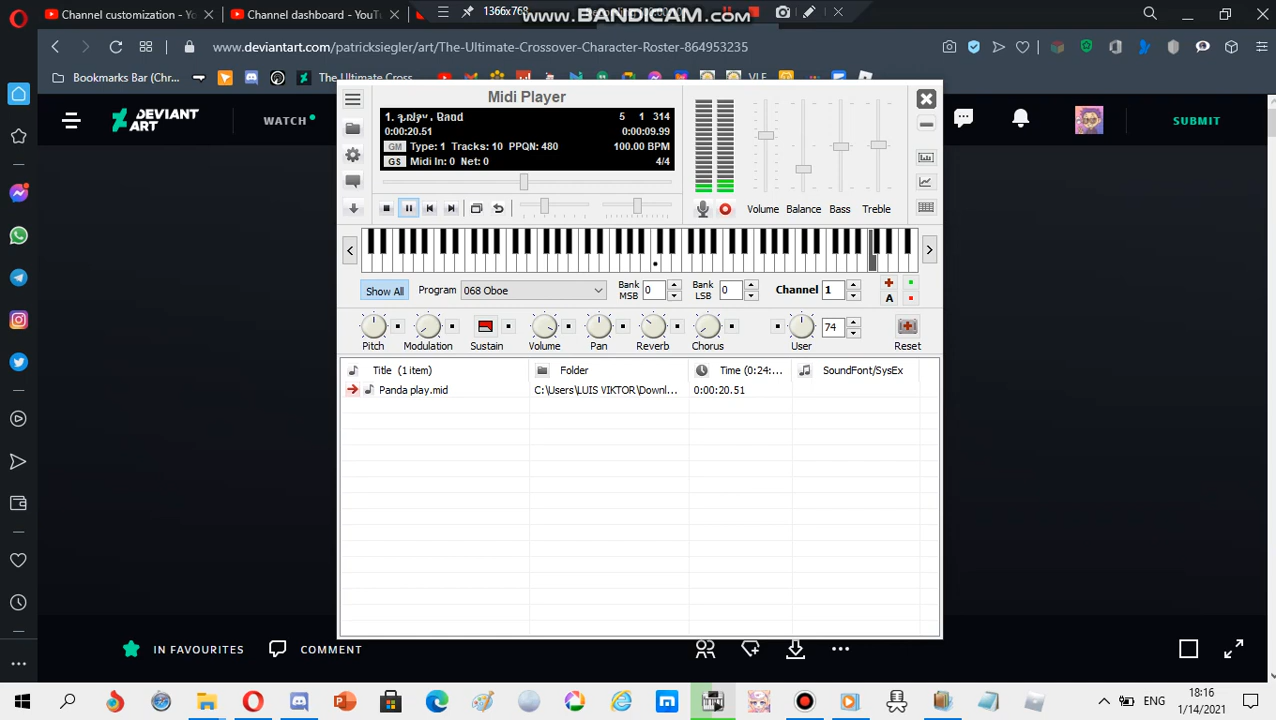 Channel customization - Yo
Channel dashboard - YouTu
1366x768
www.BANDICAM.com
www.deviantart.com/patricksiegler/art/The-Ultimate-Crossover-Character-Roster-864953235
Bookmarks Bar (Chr...
The Ultimate Cross
VLF
DEVIANT ART
WATCH
SUBMIT
Midi Player
5 1 314
0:00:20.51
0:00:09.99
GM Type: 1 Tracks: 10 PPQN: 480
100.00 BPM
GS Midi In: 0 Net: 0
4/4
Volume Balance Bass Treble
Show All
Program
068 Oboe
Bank MSB
0
Bank LSB
0
Channel
1
A
74
Pitch Modulation Sustain Volume Pan Reverb Chorus User Reset
Title (1 item)
Folder
Time (0:24:...
SoundFont/SysEx
Panda play.mid
C:\Users\LUIS VIKTOR\Downl...
0:00:20.51
IN FAVOURITES
COMMENT
ENG
18:16
1/14/2021